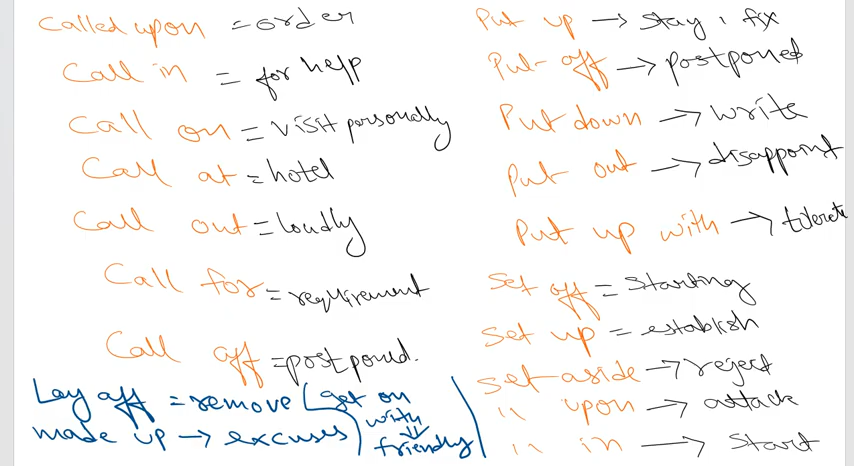 Called upon = order
Call in = for help
Call on = visit personally
Call at = hotel
Call out = loudly
Call for = requirement
Call off = postponed.
Lay off = remove
made up → excuses
get on
with
⇓
friendly
Put up → stay, fix
Put off → postponed
Put down → write
Put out → disappoint
Put up with → tolerate
Set off = starting
Set up = establish
Set aside → reject
" upon → attack
" in → start